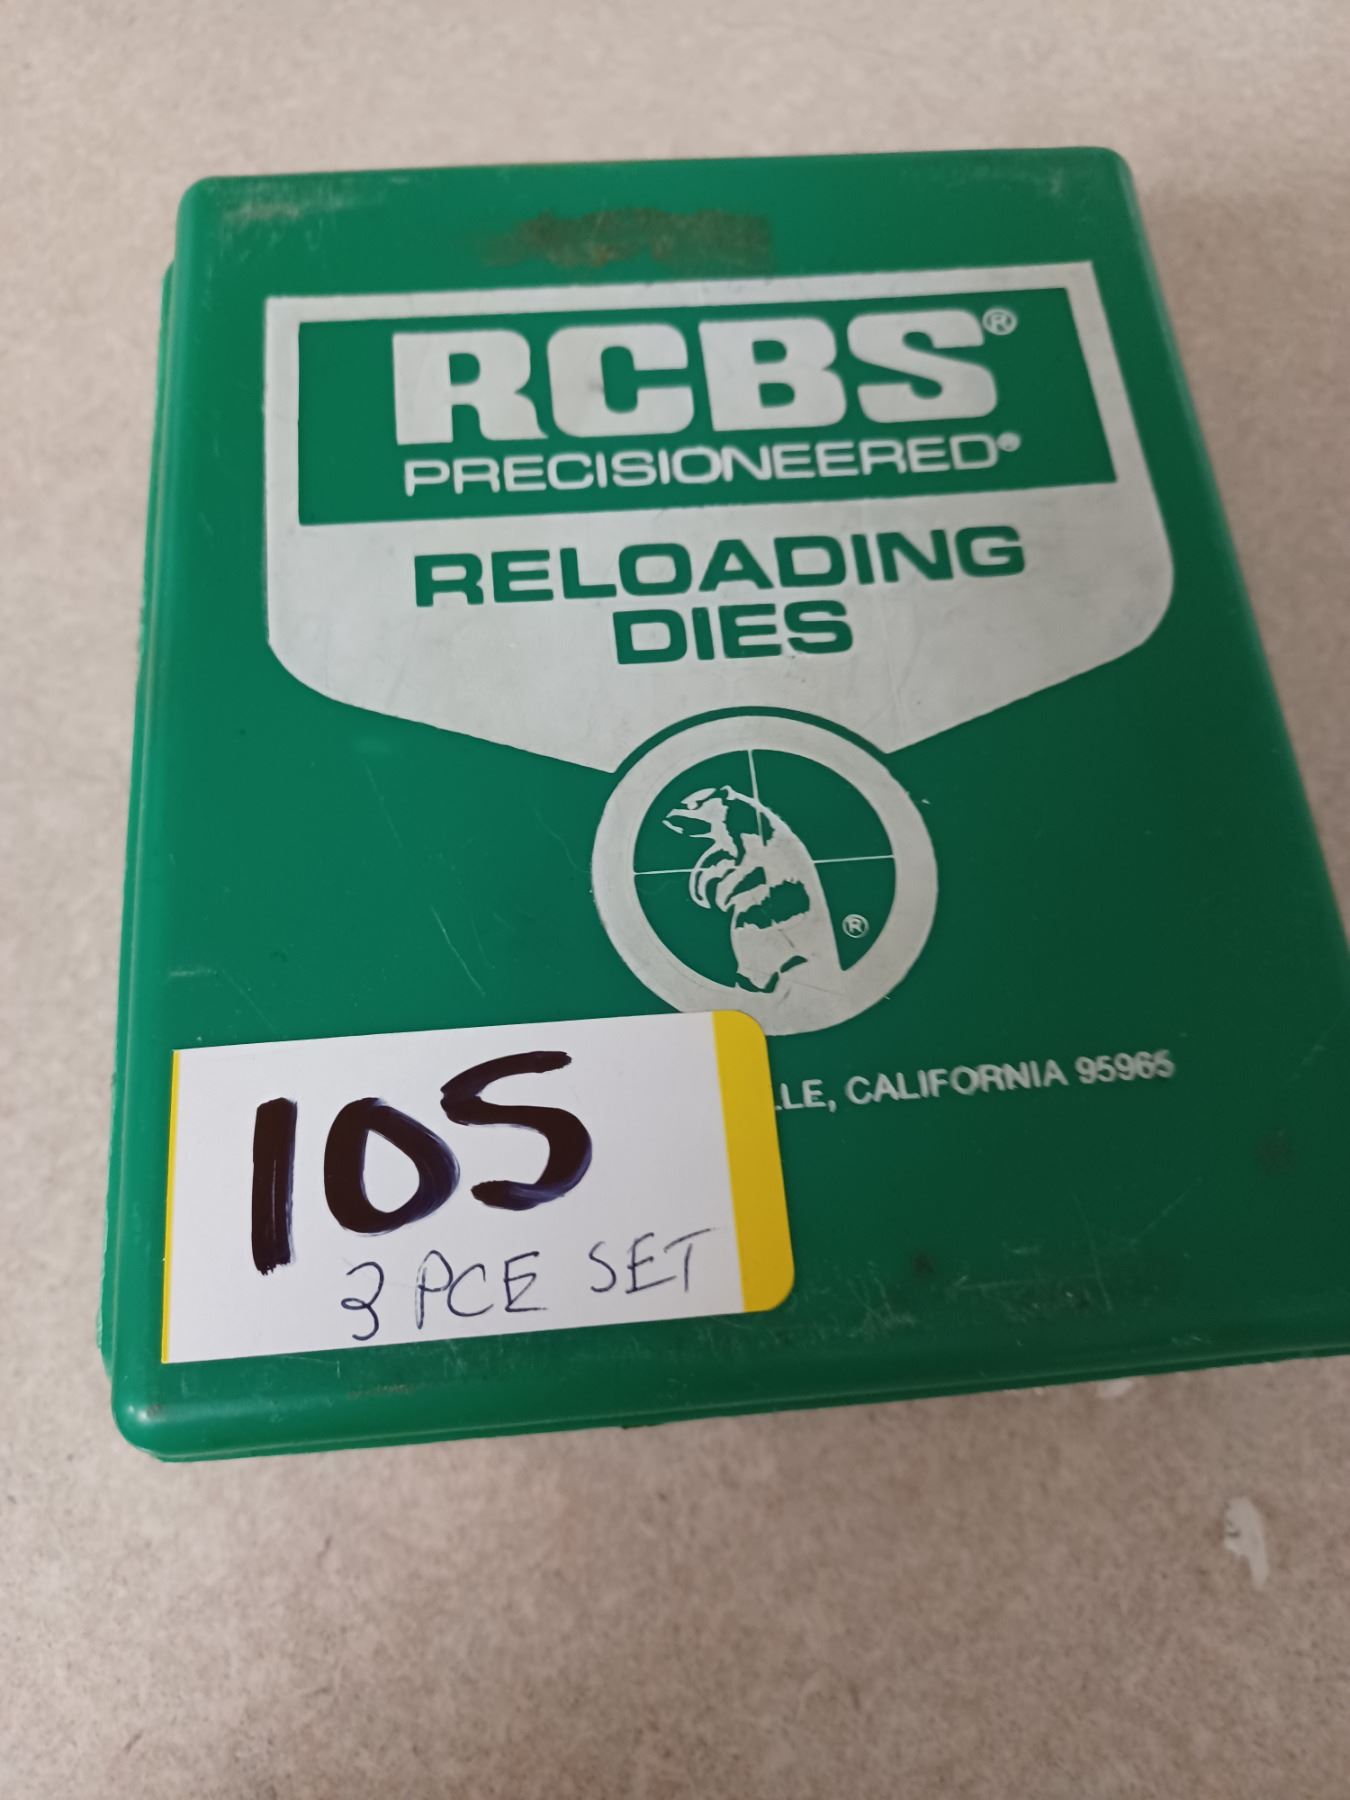 RCBS®
PRECISIONEERED®
RELOADING
DIES
®
LLE, CALIFORNIA 95965
105
3 PCE SET